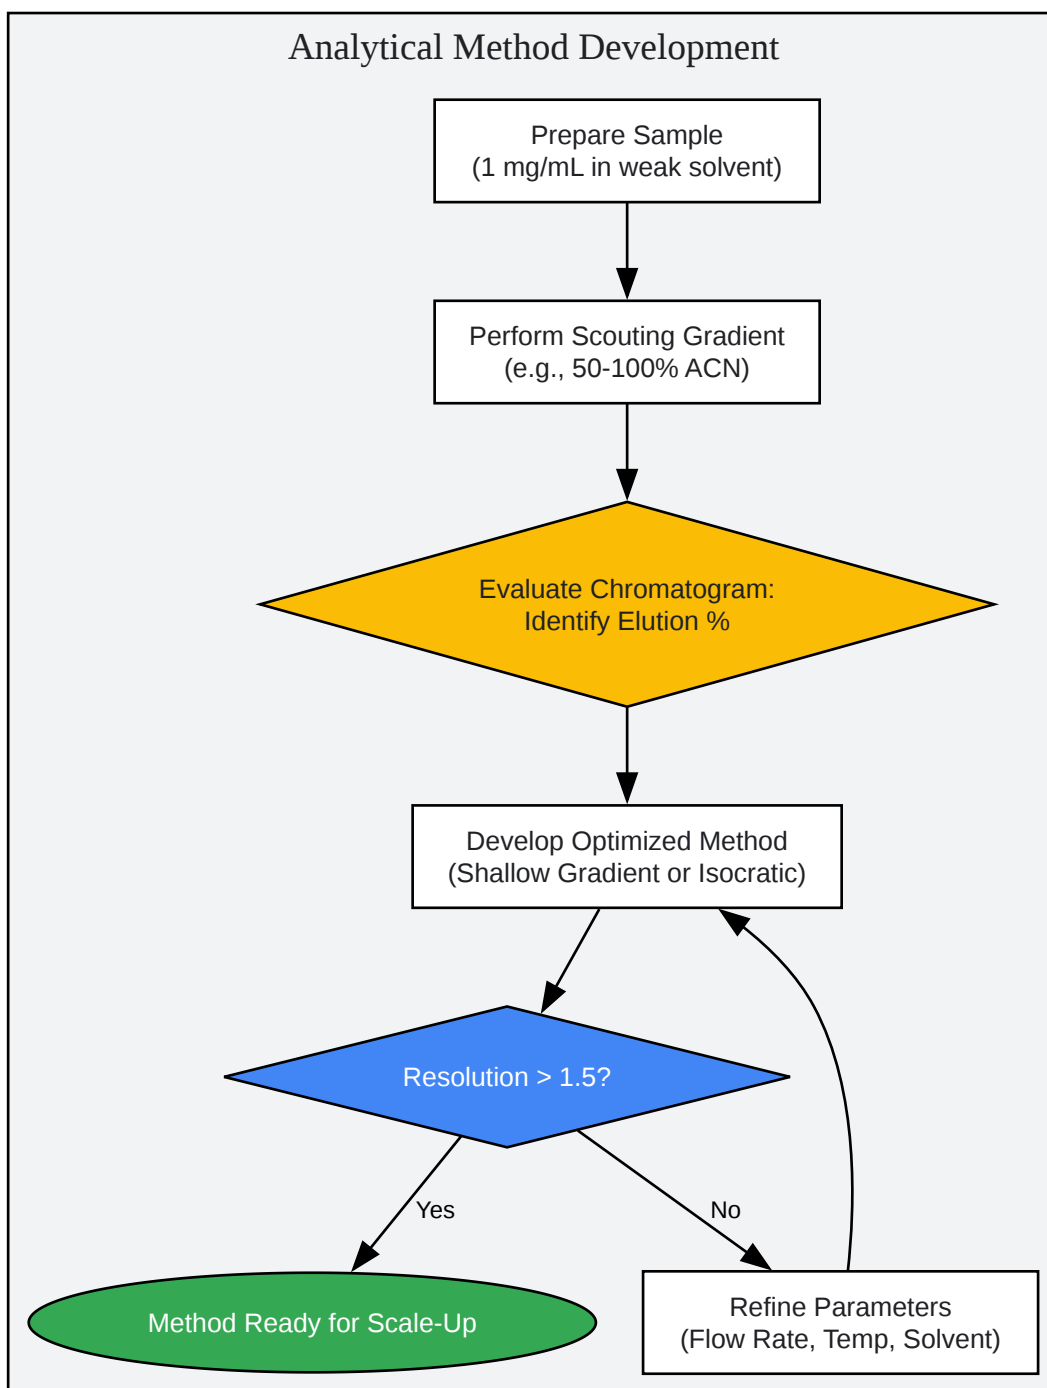 Analytical Method Development
Prepare Sample
(1 mg/mL in weak solvent)
Perform Scouting Gradient
(e.g., 50-100% ACN)
Evaluate Chromatogram:
Identify Elution %
Develop Optimized Method
(Shallow Gradient or Isocratic)
Resolution > 1.5?
Yes
No
Method Ready for Scale-Up
Refine Parameters
(Flow Rate, Temp, Solvent)